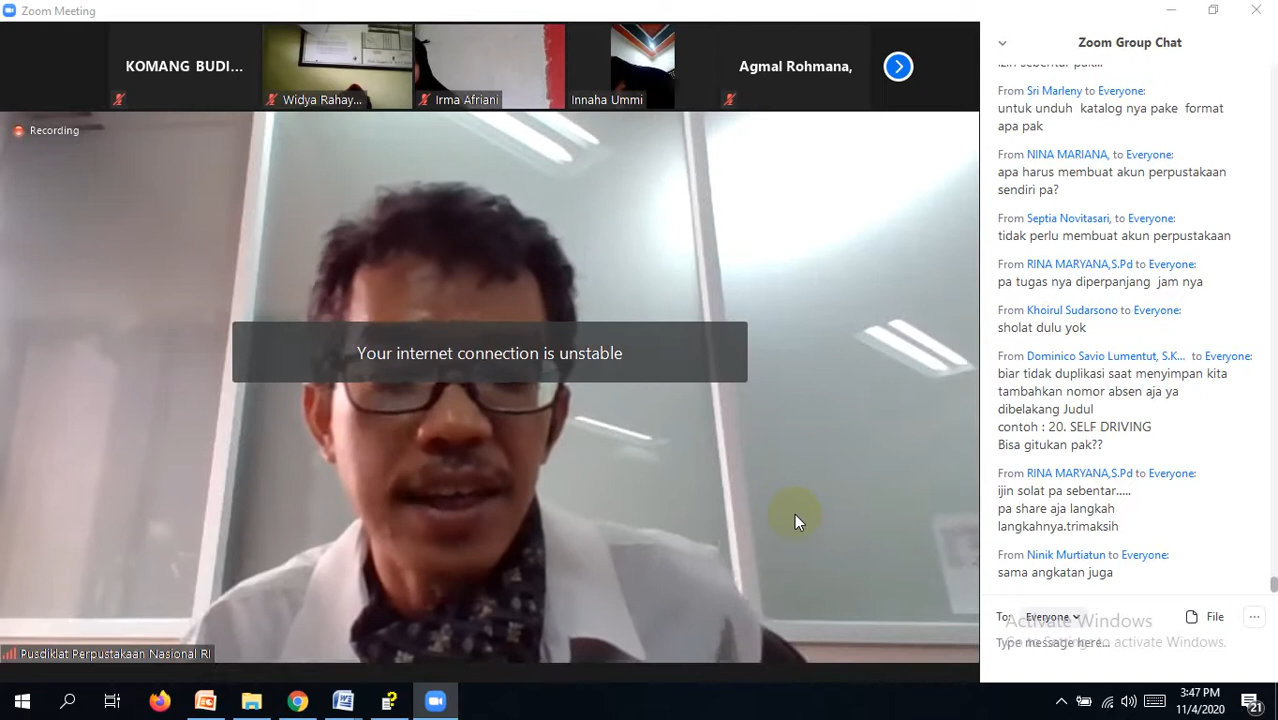 Zoom Meeting
KOMANG BUDI...
Widya Rahay...
Irma Afriani
Innaha Ummi
Agmal Rohmana,
Recording
Your internet connection is unstable
Pusdiklat Perpustakaan Nasional RI
Zoom Group Chat
From Sri Marleny to Everyone:
untuk unduh katalog nya pake format
apa pak
From NINA MARIANA, to Everyone:
apa harus membuat akun perpustakaan
sendiri pa?
From Septia Novitasari, to Everyone:
tidak perlu membuat akun perpustakaan
From RINA MARYANA,S.Pd to Everyone:
pa tugas nya diperpanjang jam nya
From Khoirul Sudarsono to Everyone:
sholat dulu yok
From Dominico Savio Lumentut, S.K... to Everyone:
biar tidak duplikasi saat menyimpan kita
tambahkan nomor absen aja ya
dibelakang Judul
contoh : 20. SELF DRIVING
Bisa gitukan pak??
From RINA MARYANA,S.Pd to Everyone:
ijin solat pa sebentar.....
pa share aja langkah
langkahnya.trimaksih
From Ninik Murtiatun to Everyone:
sama angkatan juga
To: Everyone File ...
Activate Windows
Type message here...
Go to Settings to activate Windows.
3:47 PM
11/4/2020
21